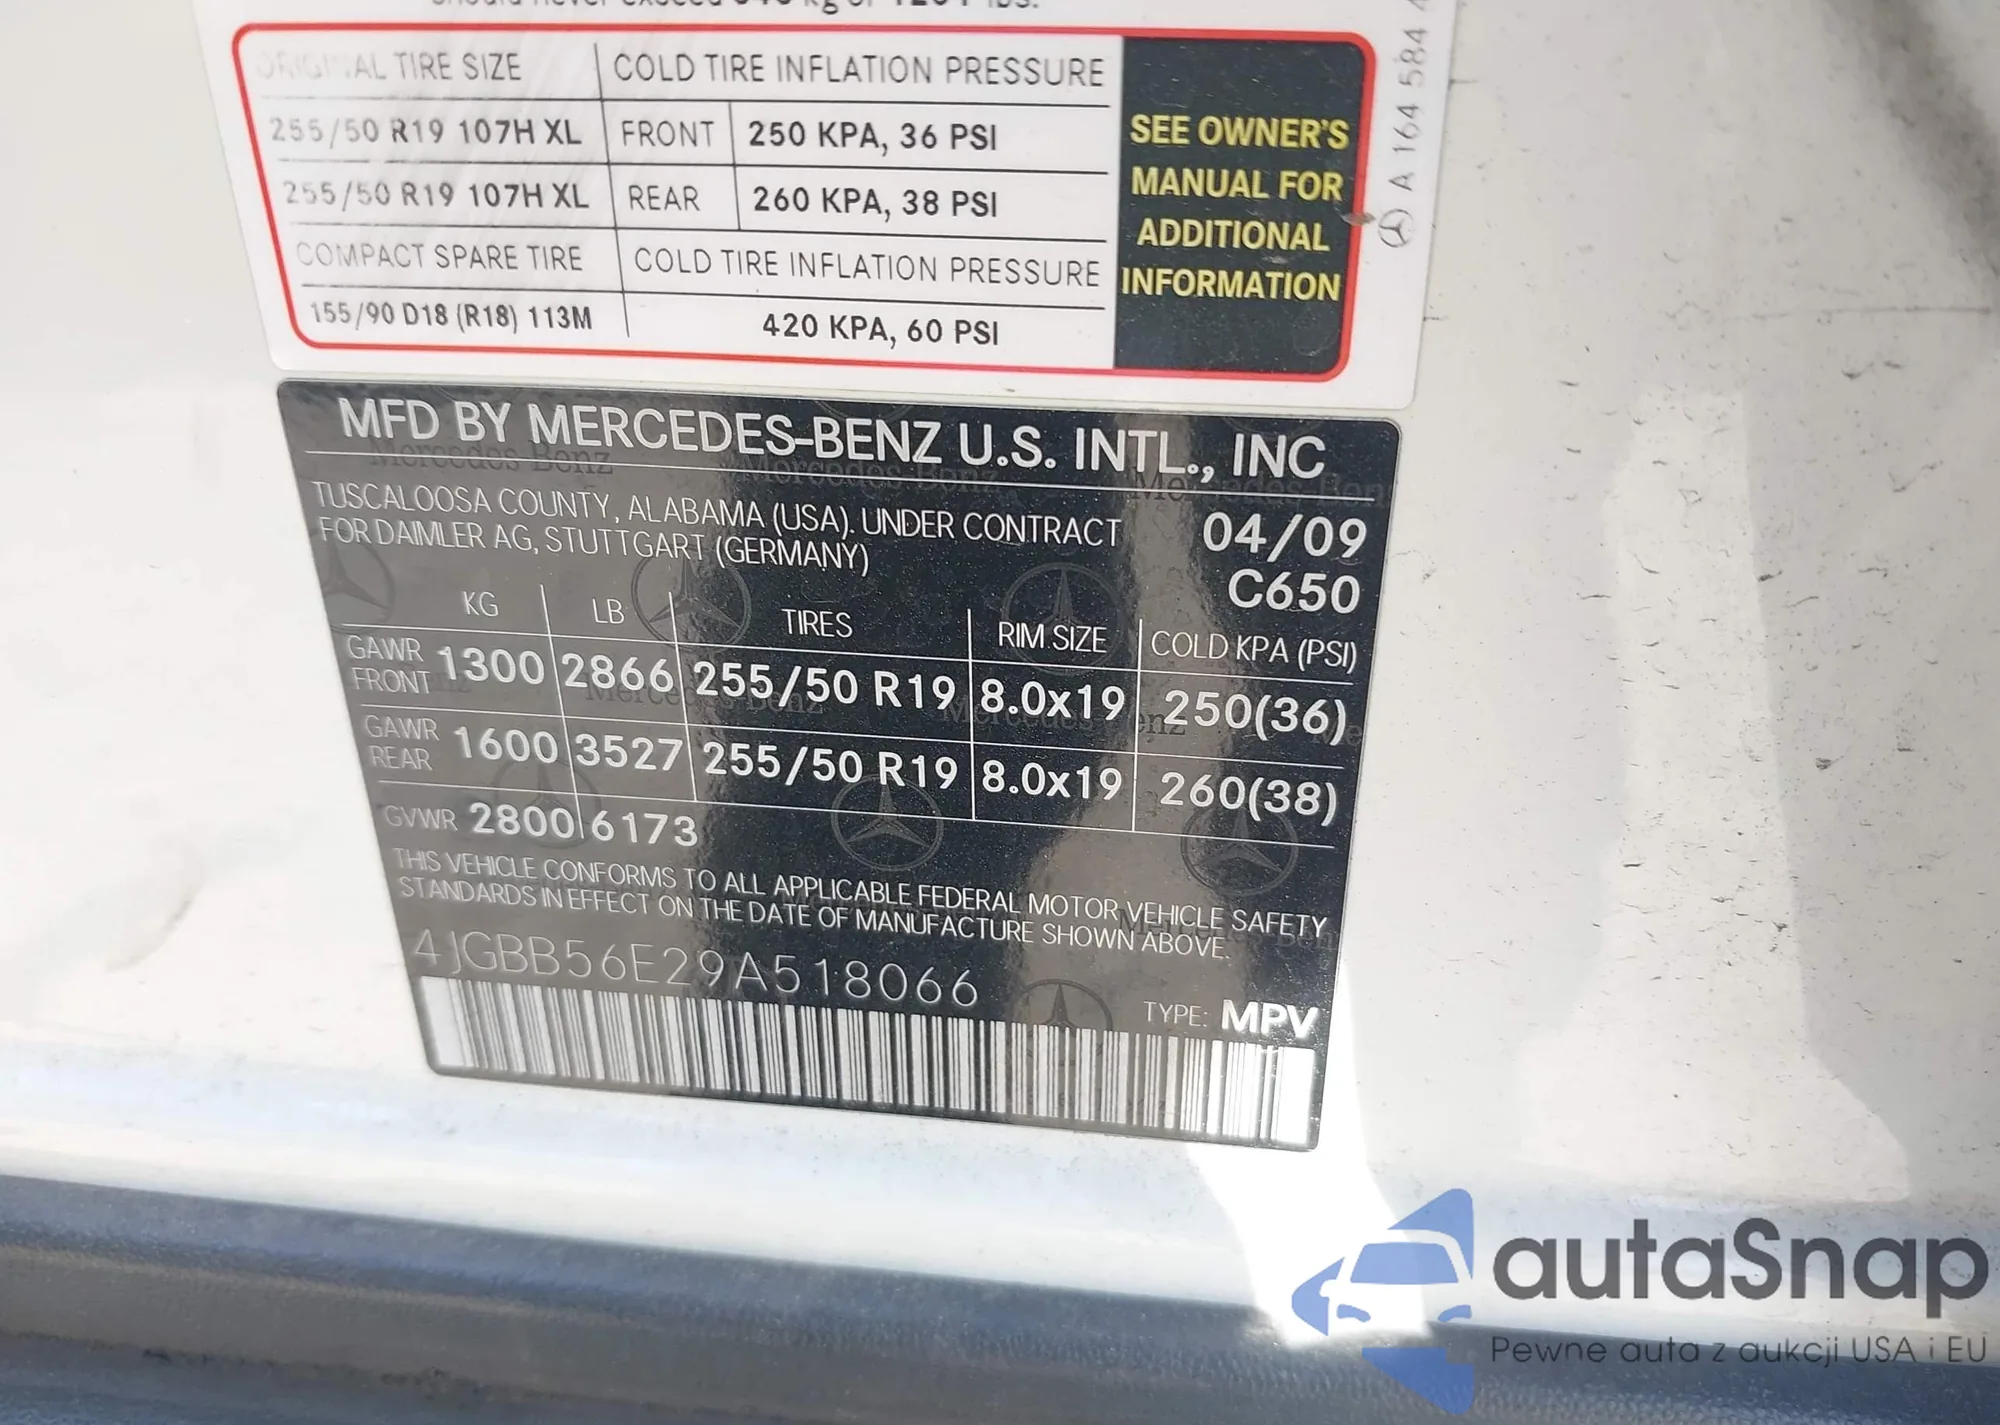 should never exceed kg or lbs.
ORIGINAL TIRE SIZE COLD TIRE INFLATION PRESSURE
255/50 R19 107H XL FRONT 250 KPA, 36 PSI
255/50 R19 107H XL REAR 260 KPA, 38 PSI
COMPACT SPARE TIRE COLD TIRE INFLATION PRESSURE
155/90 D18 (R18) 113M 420 KPA, 60 PSI
SEE OWNER'S
MANUAL FOR
ADDITIONAL
INFORMATION
A 164 584
MFD BY MERCEDES-BENZ U.S. INTL., INC
TUSCALOOSA COUNTY, ALABAMA (USA). UNDER CONTRACT
FOR DAIMLER AG, STUTTGART (GERMANY)
04/09
C650
KG LB TIRES RIM SIZE COLD KPA (PSI)
GAWR FRONT 1300 2866 255/50 R19 8.0x19 250(36)
GAWR REAR 1600 3527 255/50 R19 8.0x19 260(38)
GVWR 2800 6173
THIS VEHICLE CONFORMS TO ALL APPLICABLE FEDERAL MOTOR VEHICLE SAFETY
STANDARDS IN EFFECT ON THE DATE OF MANUFACTURE SHOWN ABOVE.
4JGBB56E29A518066
TYPE: MPV
autaSnap
Pewne auta z aukcji USA i EU